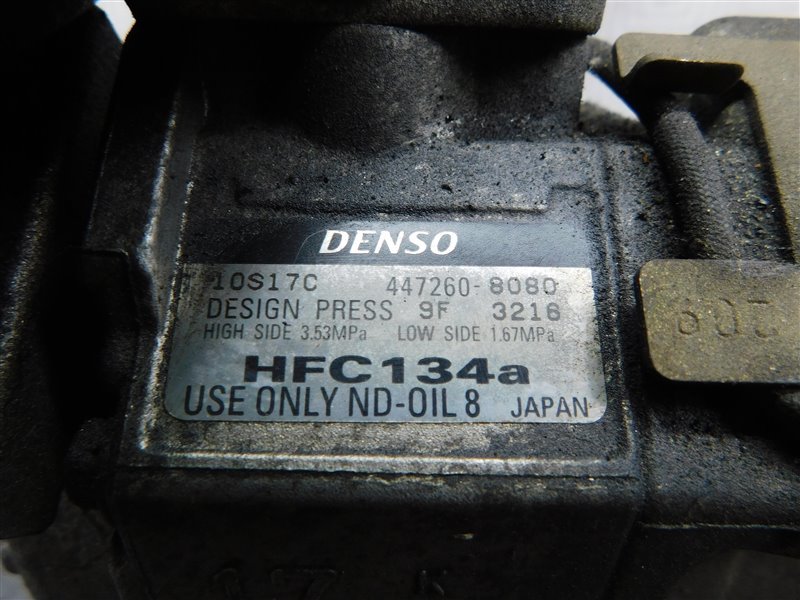 DENSO
10S17C 447260-8080
DESIGN PRESS 9F 3216
HIGH SIDE 3.53MPa LOW SIDE 1.67MPa
HFC134a
USE ONLY ND-OIL 8 JAPAN